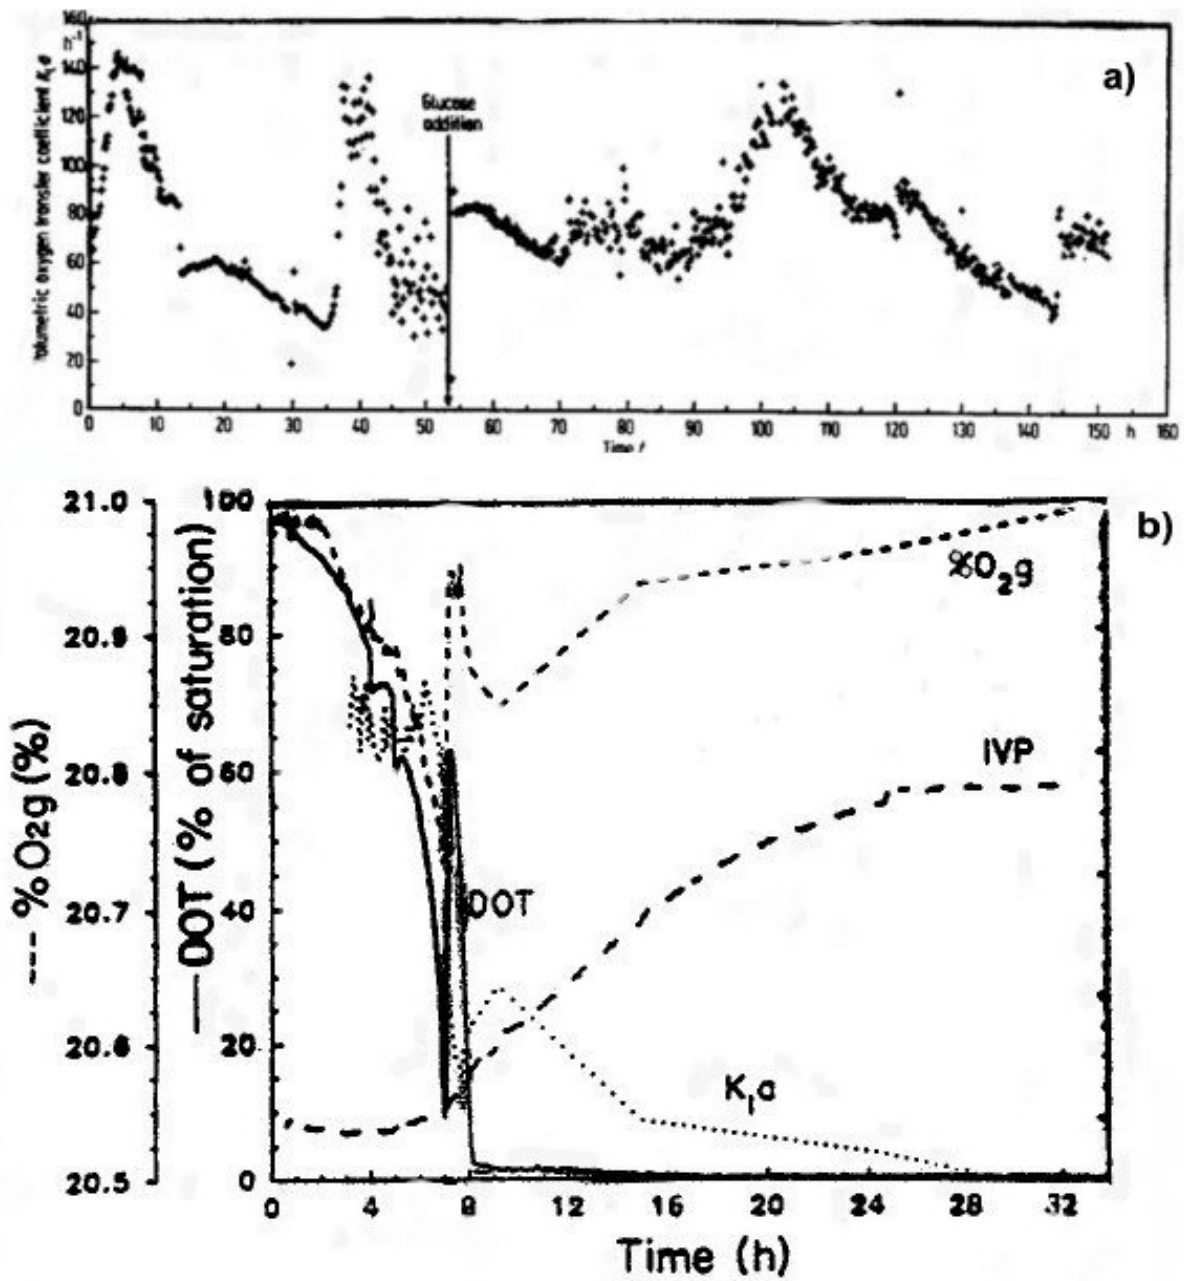 160
h⁻¹
140
120
100
80
60
40
20
0
volumetric oxygen transfer coefficient KLa
Glucose
addition
a)
0 10 20 30 40 50 60 70 80 90 100 110 120 130 140 150 h 160
Time t
b)
21.0
20.9
20.8
20.7
20.6
20.5
--- %O2g (%)
100
80
60
40
20
0
—DOT (% of saturation)
%O2g
IVP
DOT
K₁a
0 4 8 12 16 20 24 28 32
Time (h)